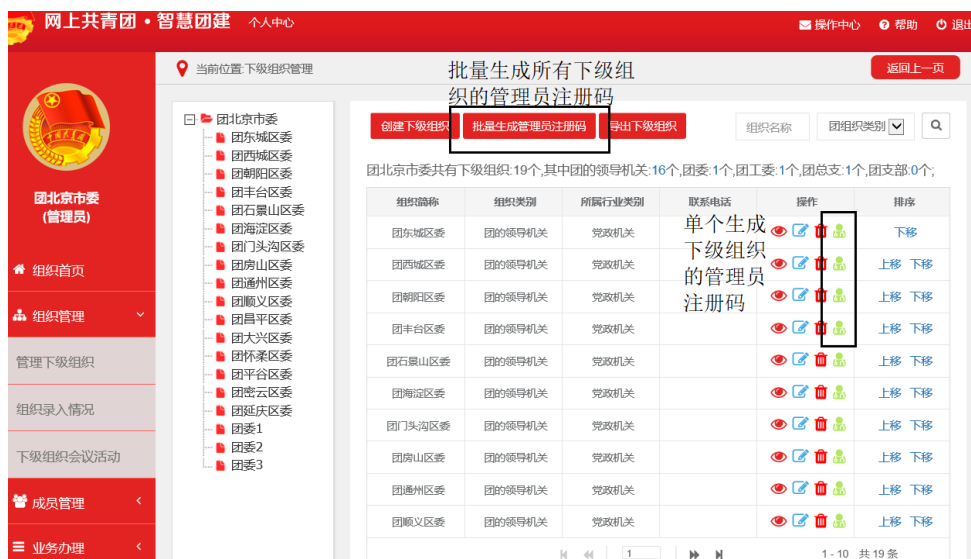 网上共青团·智慧团建 个人中心 操作中心 帮助 退出
当前位置:下级组织管理 返回上一页
批量生成所有下级组
织的管理员注册码
团北京市委
(管理员)
组织首页
组织管理
管理下级组织
组织录入情况
下级组织会议活动
成员管理
业务办理
团北京市委
团东城区委
团西城区委
团朝阳区委
团丰台区委
团石景山区委
团海淀区委
团门头沟区委
团房山区委
团通州区委
团顺义区委
团昌平区委
团大兴区委
团怀柔区委
团平谷区委
团密云区委
团延庆区委
团委1
团委2
团委3
创建下级组织 批量生成管理员注册码 导出下级组织 组织名称 团组织类别
团北京市委共有下级组织:19个,其中团的领导机关:16个,团委:1个,团工委:1个,团总支:1个,团支部:0个;
组织简称 组织类别 所属行业类别 联系电话 操作 排序
团东城区委 团的领导机关 党政机关 下移
团西城区委 团的领导机关 党政机关 上移 下移
团朝阳区委 团的领导机关 党政机关 上移 下移
团丰台区委 团的领导机关 党政机关 上移 下移
团石景山区委 团的领导机关 党政机关 上移 下移
团海淀区委 团的领导机关 党政机关 上移 下移
团门头沟区委 团的领导机关 党政机关 上移 下移
团房山区委 团的领导机关 党政机关 上移 下移
团通州区委 团的领导机关 党政机关 上移 下移
团顺义区委 团的领导机关 党政机关 上移 下移
单个生成
下级组织
的管理员
注册码
1 1 - 10 共 19 条